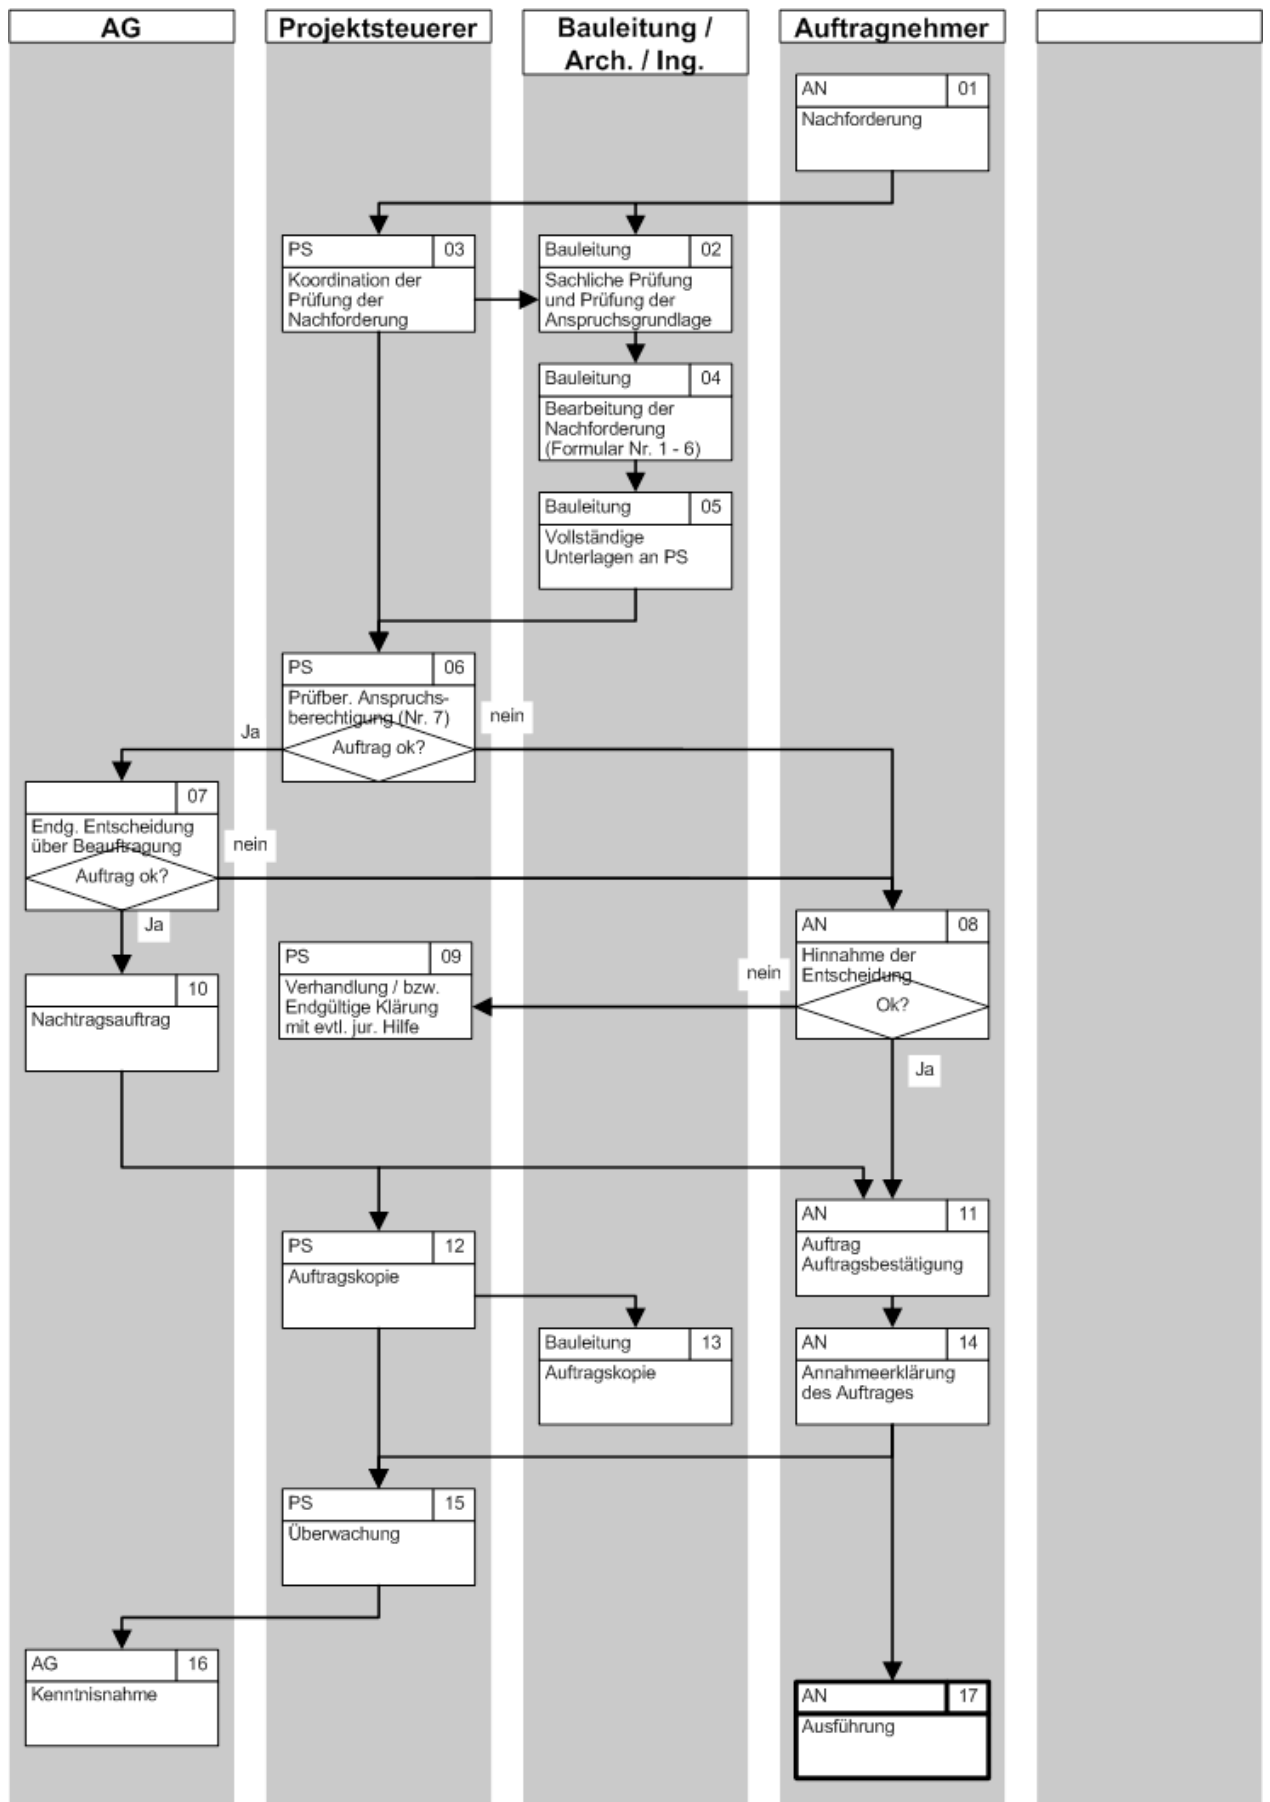 AG
Projektsteuerer
Bauleitung /
Arch. / Ing.
Auftragnehmer
AN
01
Nachforderung
PS
03
Koordination der
Prüfung der
Nachforderung
Bauleitung
02
Sachliche Prüfung
und Prüfung der
Anspruchsgrundlage
Bauleitung
04
Bearbeitung der
Nachforderung
(Formular Nr. 1 - 6)
Bauleitung
05
Vollständige
Unterlagen an PS
PS
06
Prüfber. Anspruchs-
berechtigung (Nr. 7)
Auftrag ok?
Ja
nein
07
Endg. Entscheidung
über Beauftragung
Auftrag ok?
nein
Ja
AN
08
Hinnahme der
Entscheidung
Ok?
nein
Ja
PS
09
Verhandlung / bzw.
Endgültige Klärung
mit evtl. jur. Hilfe
10
Nachtragsauftrag
AN
11
Auftrag
Auftragsbestätigung
PS
12
Auftragskopie
Bauleitung
13
Auftragskopie
AN
14
Annahmeerklärung
des Auftrages
PS
15
Überwachung
AG
16
Kenntnisnahme
AN
17
Ausführung